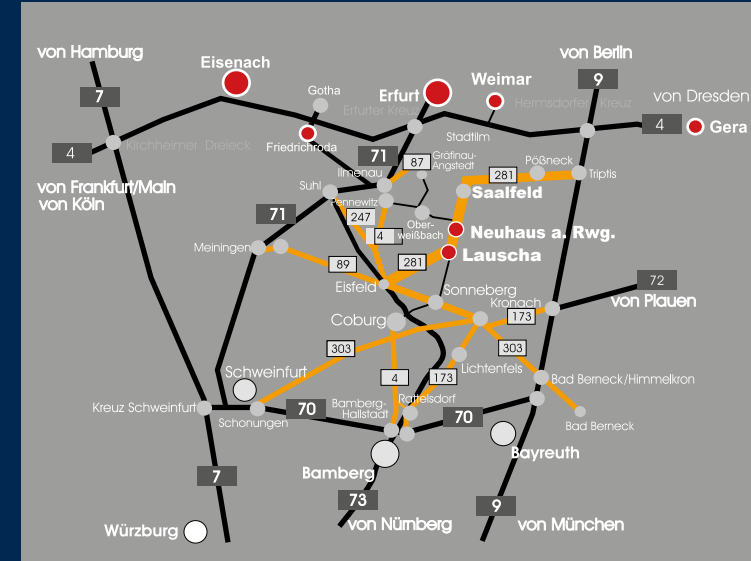 von Hamburg
7
4
von Frankfurt/Main
von Köln
Kirchheimer Dreieck
Eisenach
Gotha
Friedrichroda
Erfurt
Erfurter Kreuz
Weimar
Stadtilm
Hermsdorfer Kreuz
von Berlin
9
von Dresden
4
Gera
71
87
Gräfinau-
Angstedt
Ilmenau
Suhl
Pennewitz
247
4
Ober-
weißbach
281
Pößneck
Triptis
Saalfeld
Neuhaus a. Rwg.
Lauscha
71
Meiningen
89
281
Eisfeld
Sonneberg
Kronach
173
72
von Plauen
Coburg
303
303
Schweinfurt
4
173
Lichtenfels
Bad Berneck/Himmelkron
Kreuz Schweinfurt
Schonungen
70
Bamberg-
Hallstadt
Rattelsdorf
70
Bad Berneck
Bayreuth
Bamberg
7
73
von Nürnberg
9
von München
Würzburg